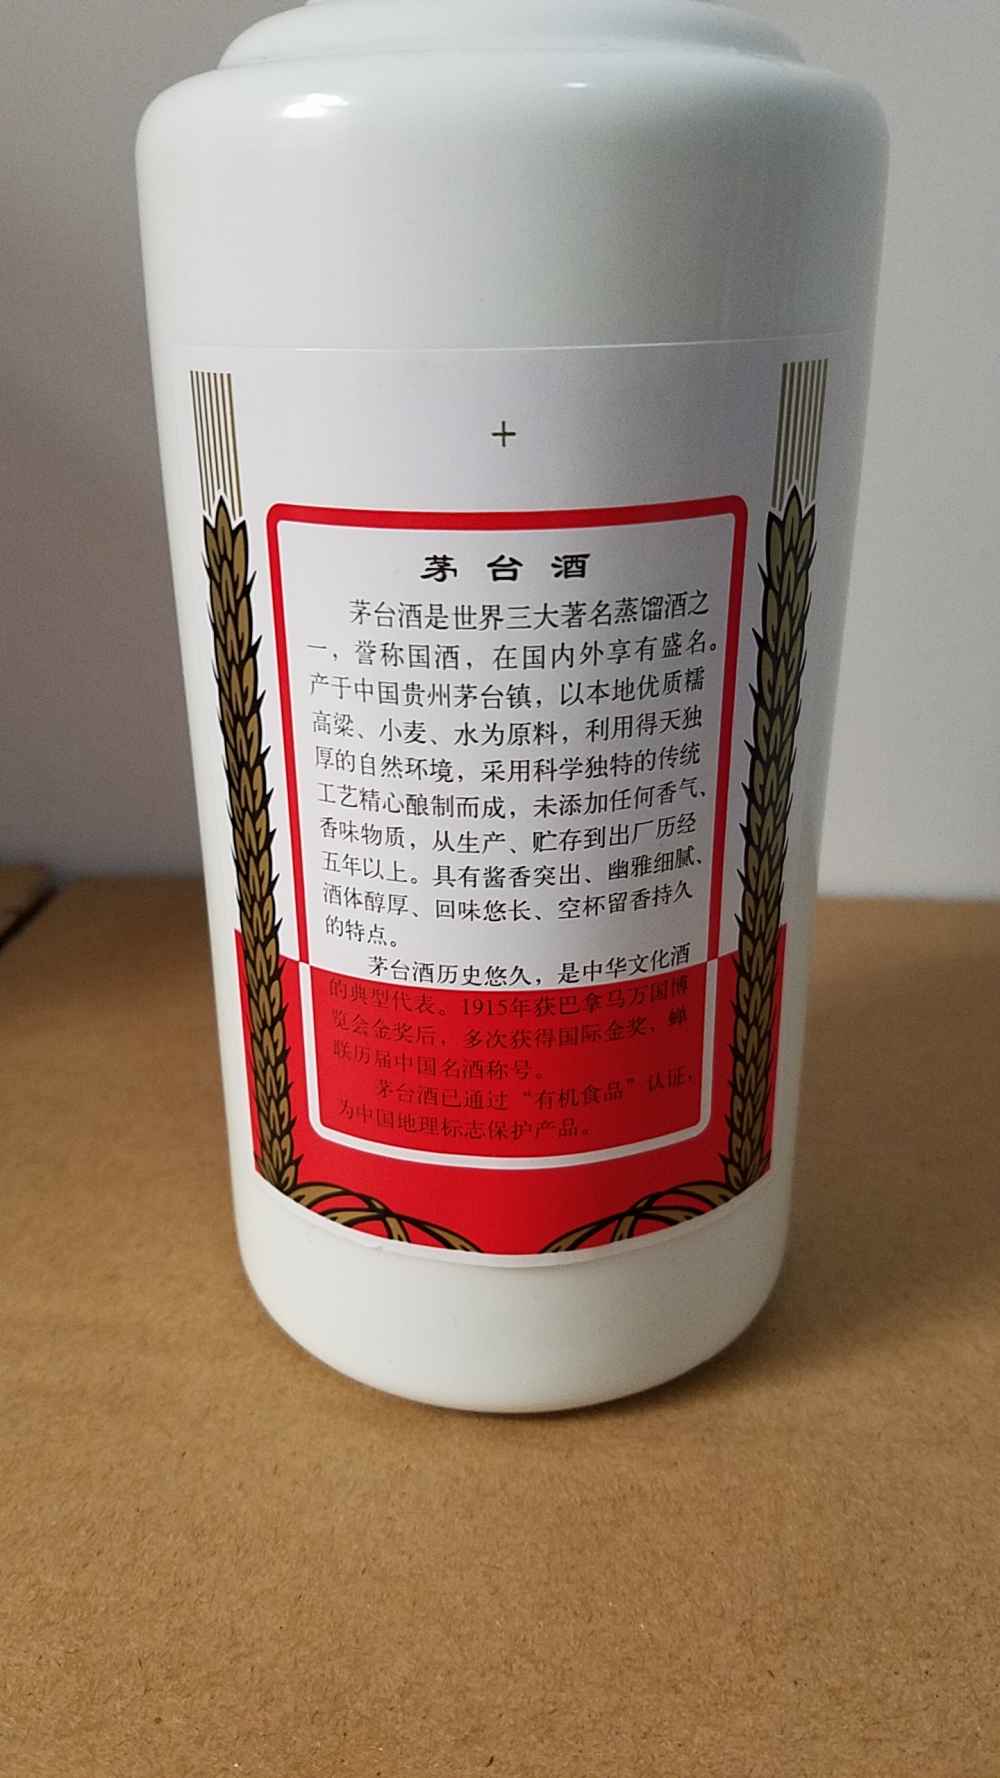 茅台酒
茅台酒是世界三大著名蒸馏酒之
一，誉称国酒，在国内外享有盛名。
产于中国贵州茅台镇，以本地优质糯
高粱、小麦、水为原料，利用得天独
厚的自然环境，采用科学独特的传统
工艺精心酿制而成，未添加任何香气、
香味物质，从生产、贮存到出厂历经
五年以上。具有酱香突出、幽雅细腻、
酒体醇厚、回味悠长、空杯留香持久
的特点。
茅台酒历史悠久，是中华文化酒
的典型代表。1915年获巴拿马万国博
览会金奖后，多次获得国际金奖，蝉
联历届中国名酒称号。
茅台酒已通过“有机食品”认证，
为中国地理标志保护产品。